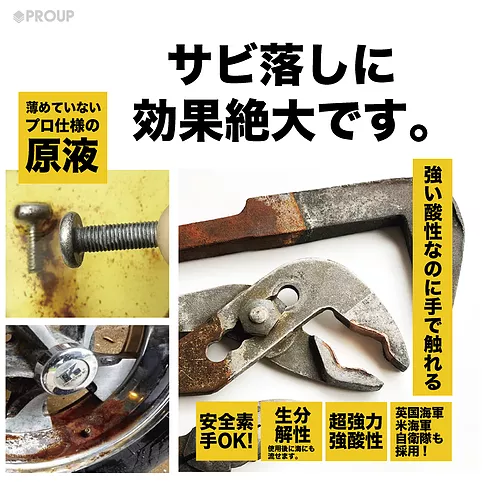 PROUP
サビ落しに
効果絶大です。
薄めていない
プロ仕様の
原液
強い酸性なのに手で触れる
安全素
手OK!
生分
解性
使用後に海にも
流せます。
超強力
強酸性
英国海軍
米海軍
自衛隊も
採用!